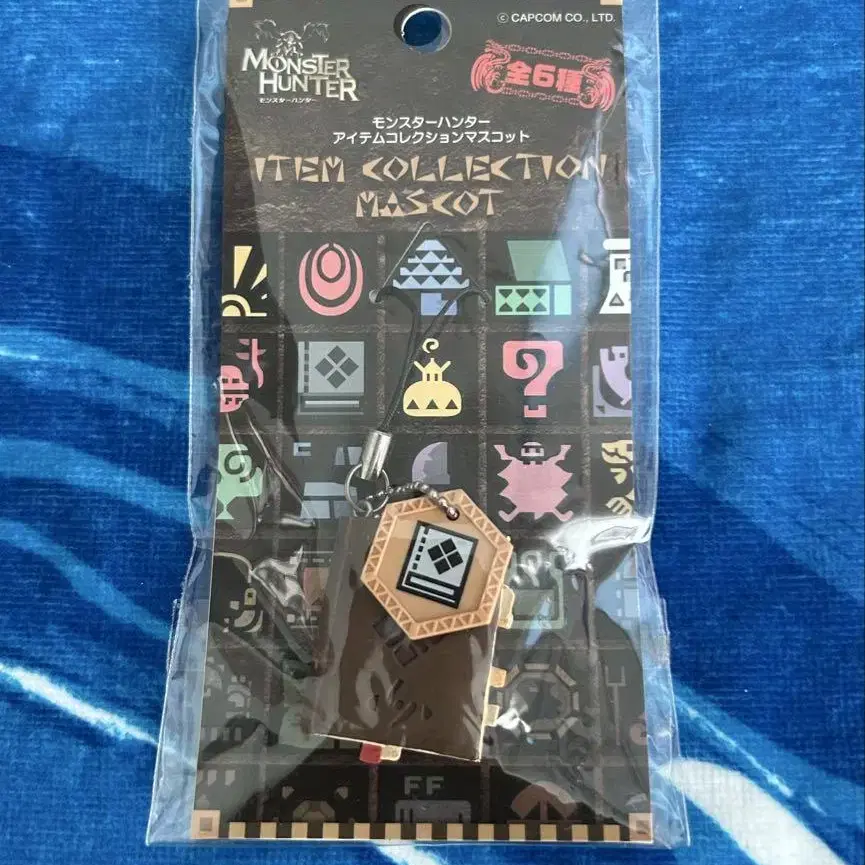 © CAPCOM CO., LTD.
MONSTER
HUNTER
モンスターハンター
全6種
モンスターハンター
アイテムコレクションマスコット
ITEM COLLECTION
MASCOT
?
FF